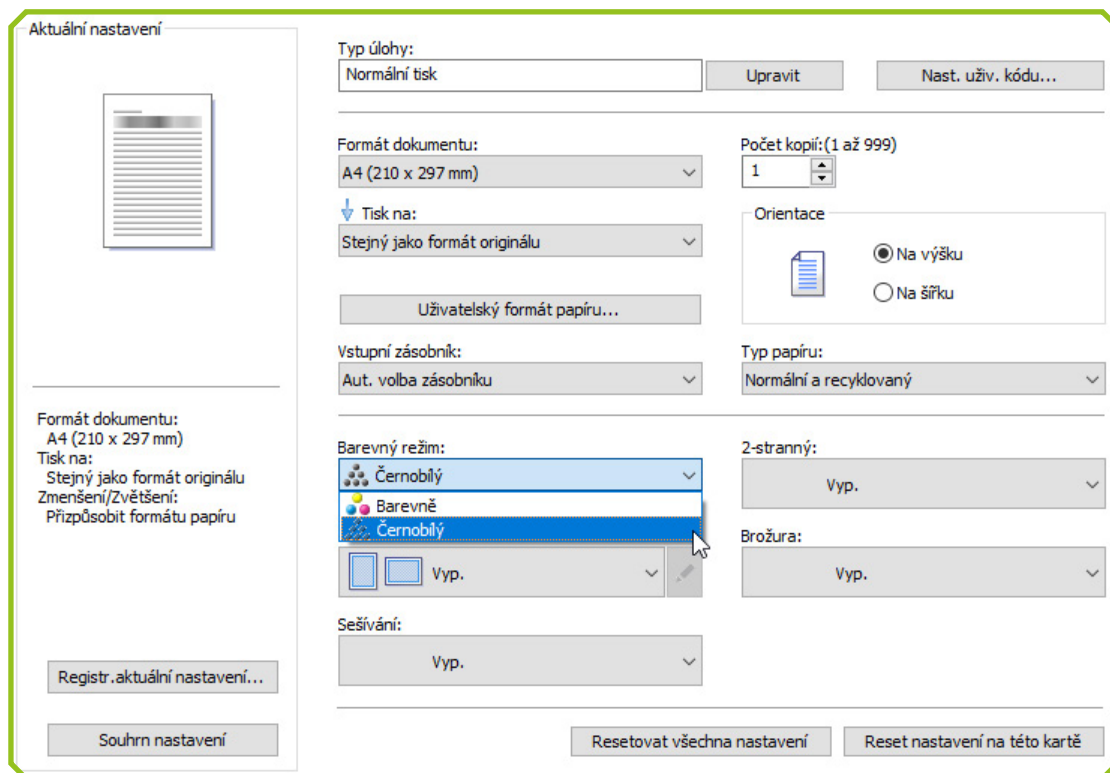 Aktuální nastavení
Formát dokumentu:
A4 (210 x 297 mm)
Tisk na:
Stejný jako formát originálu
Zmenšení/Zvětšení:
Přizpůsobit formátu papíru
Registr.aktuální nastavení...
Souhrn nastavení
Typ úlohy:
Normální tisk
Upravit
Nast. uživ. kódu...
Formát dokumentu:
A4 (210 x 297 mm)
Počet kopií:(1 až 999)
1
Tisk na:
Stejný jako formát originálu
Orientace
Na výšku
Na šířku
Uživatelský formát papíru...
Vstupní zásobník:
Aut. volba zásobníku
Typ papíru:
Normální a recyklovaný
Barevný režim:
Černobílý
Barevně
Černobílý
2-stranný:
Vyp.
Vyp.
Brožura:
Vyp.
Sešívání:
Vyp.
Resetovat všechna nastavení
Reset nastavení na této kartě